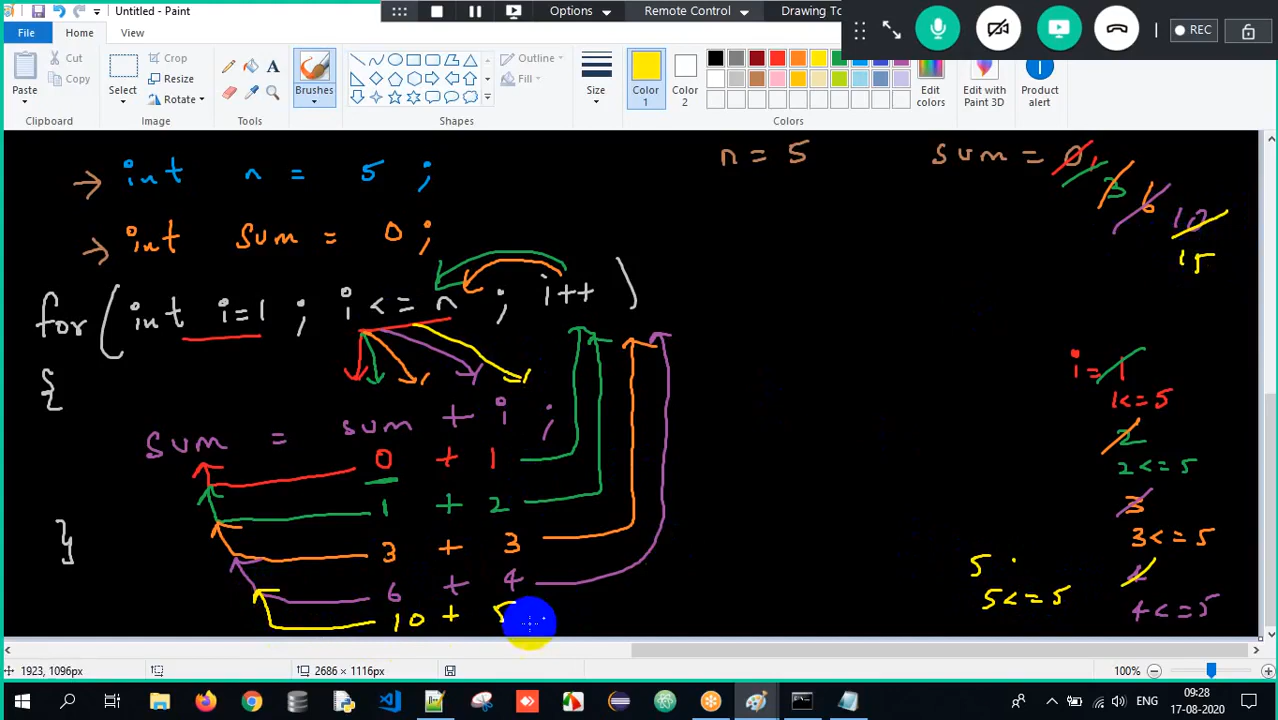 Untitled - Paint
Options
Remote Control
Drawing To
REC
File
Home
View
Paste
Cut
Copy
Clipboard
Select
Crop
Resize
Rotate
Image
Tools
Brushes
Outline
Fill
Shapes
Size
Color 1
Color 2
Edit colors
Colors
Edit with Paint 3D
Product alert
int n = 5 ;
int sum = 0 ;
for ( int i=1 ; i <= n ; i++ )
{
sum = sum + i ;
0 + 1
1 + 2
3 + 3
6 + 4
10 + 5
}
n = 5
sum = 0 1 3 6 10 15
i = 1
1<=5
2
2<=5
3
3<=5
4
4<=5
5
5<=5
1923, 1096px
2686 × 1116px
100%
ENG
09:28
17-08-2020